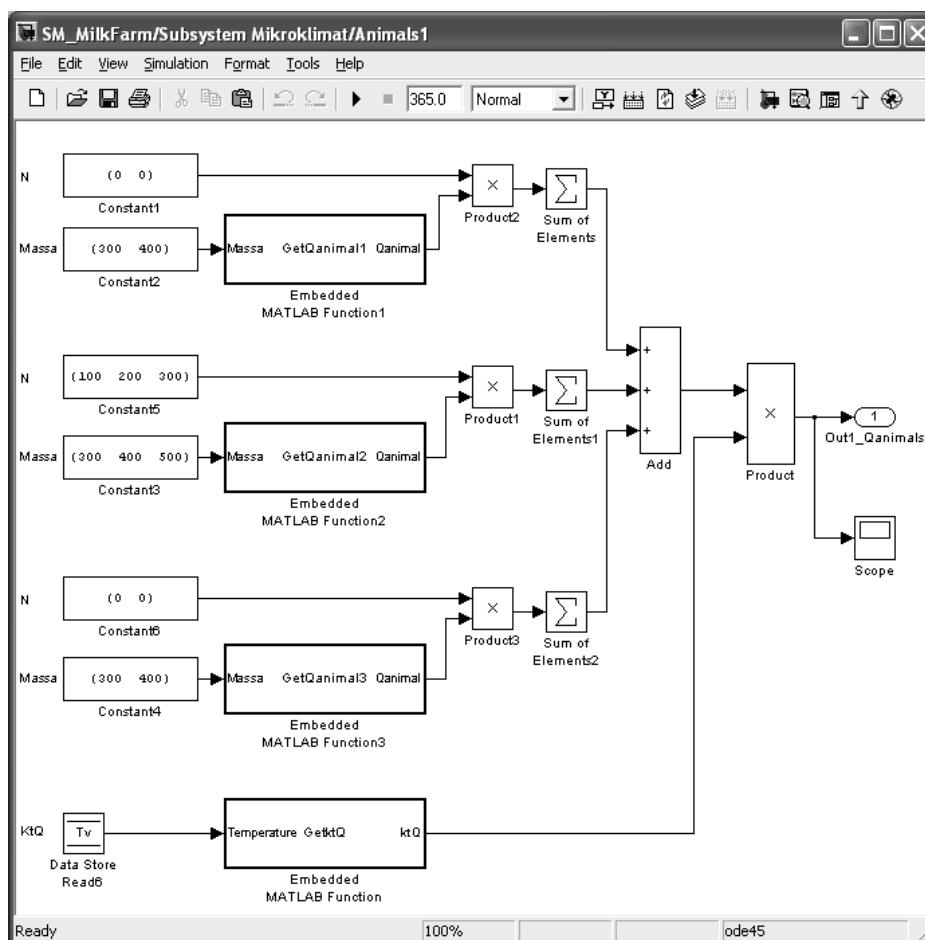 SM_MilkFarm/Subsystem Mikroklimat/Animals1
File Edit View Simulation Format Tools Help
365.0 Normal
N
(0 0)
Constant1
×
Product2
Σ
Sum of
Elements
Massa
(300 400)
Constant2
Massa GetQanimal1 Qanimal
Embedded
MATLAB Function1
N
(100 200 300)
Constant5
×
Product1
Σ
Sum of
Elements1
Massa
(300 400 500)
Constant3
Massa GetQanimal2 Qanimal
Embedded
MATLAB Function2
+
+
+
Add
×
Product
1
Out1_Qanimals
Scope
N
(0 0)
Constant6
×
Product3
Σ
Sum of
Elements2
Massa
(300 400)
Constant4
Massa GetQanimal3 Qanimal
Embedded
MATLAB Function3
KtQ
Tv
Data Store
Read6
Temperature GetktQ ktQ
Embedded
MATLAB Function
Ready 100% ode45